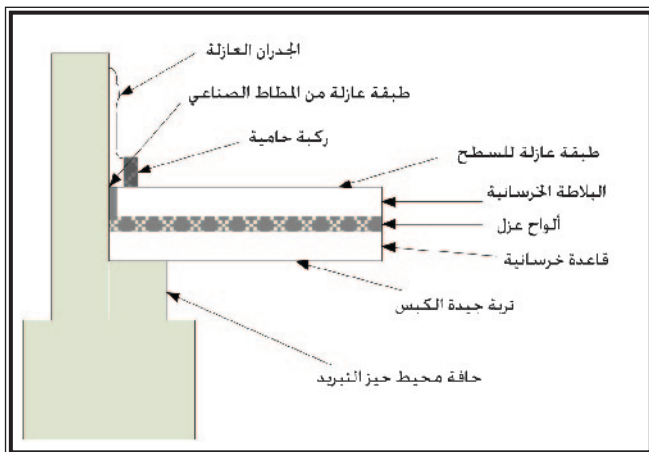 الجدران العازلة
طبقة عازلة من المطاط الصناعي
ركبة حامية
طبقة عازلة للسطح
البلاطة الخرسانية
ألواح عزل
قاعدة خرسانية
تربة جيدة الكبس
حافة محيط حيز التبريد